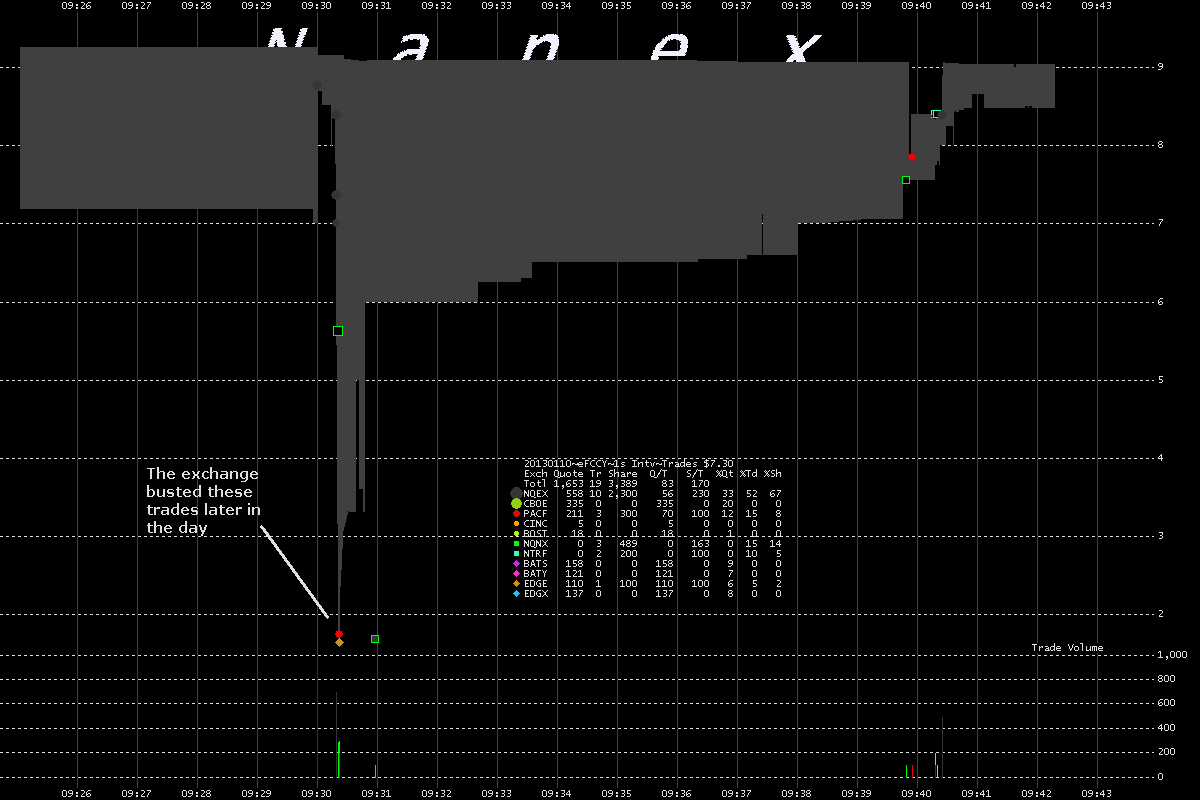 09:26 09:27 09:28 09:29 09:30 09:31 09:32 09:33 09:34 09:35 09:36 09:37 09:38 09:39 09:40 09:41 09:42 09:43
N a n e x
9
8
7
6
5
4
The exchange
busted these
trades later in
the day
20130110~eFCCY~1s Intv~Trades $7.30
Exch Quote Tr Share Q/T S/T %Qt %Td %Sh
Totl 1,653 19 3,389 83 170
NQEX 558 10 2,300 56 230 33 52 67
CBOE 335 0 0 335 0 20 0 0
PACF 211 3 300 70 100 12 15 8
CINC 5 0 0 5 0 0 0 0
BOST 18 0 0 18 0 1 0 0
NQNX 0 3 489 0 163 0 15 14
NTRF 0 2 200 0 100 0 10 5
BATS 158 0 0 158 0 9 0 0
BATY 121 0 0 121 0 7 0 0
EDGE 110 1 100 110 100 6 5 2
EDGX 137 0 0 137 0 8 0 0
3
2
Trade Volume
1,000
800
600
400
200
0
09:26 09:27 09:28 09:29 09:30 09:31 09:32 09:33 09:34 09:35 09:36 09:37 09:38 09:39 09:40 09:41 09:42 09:43